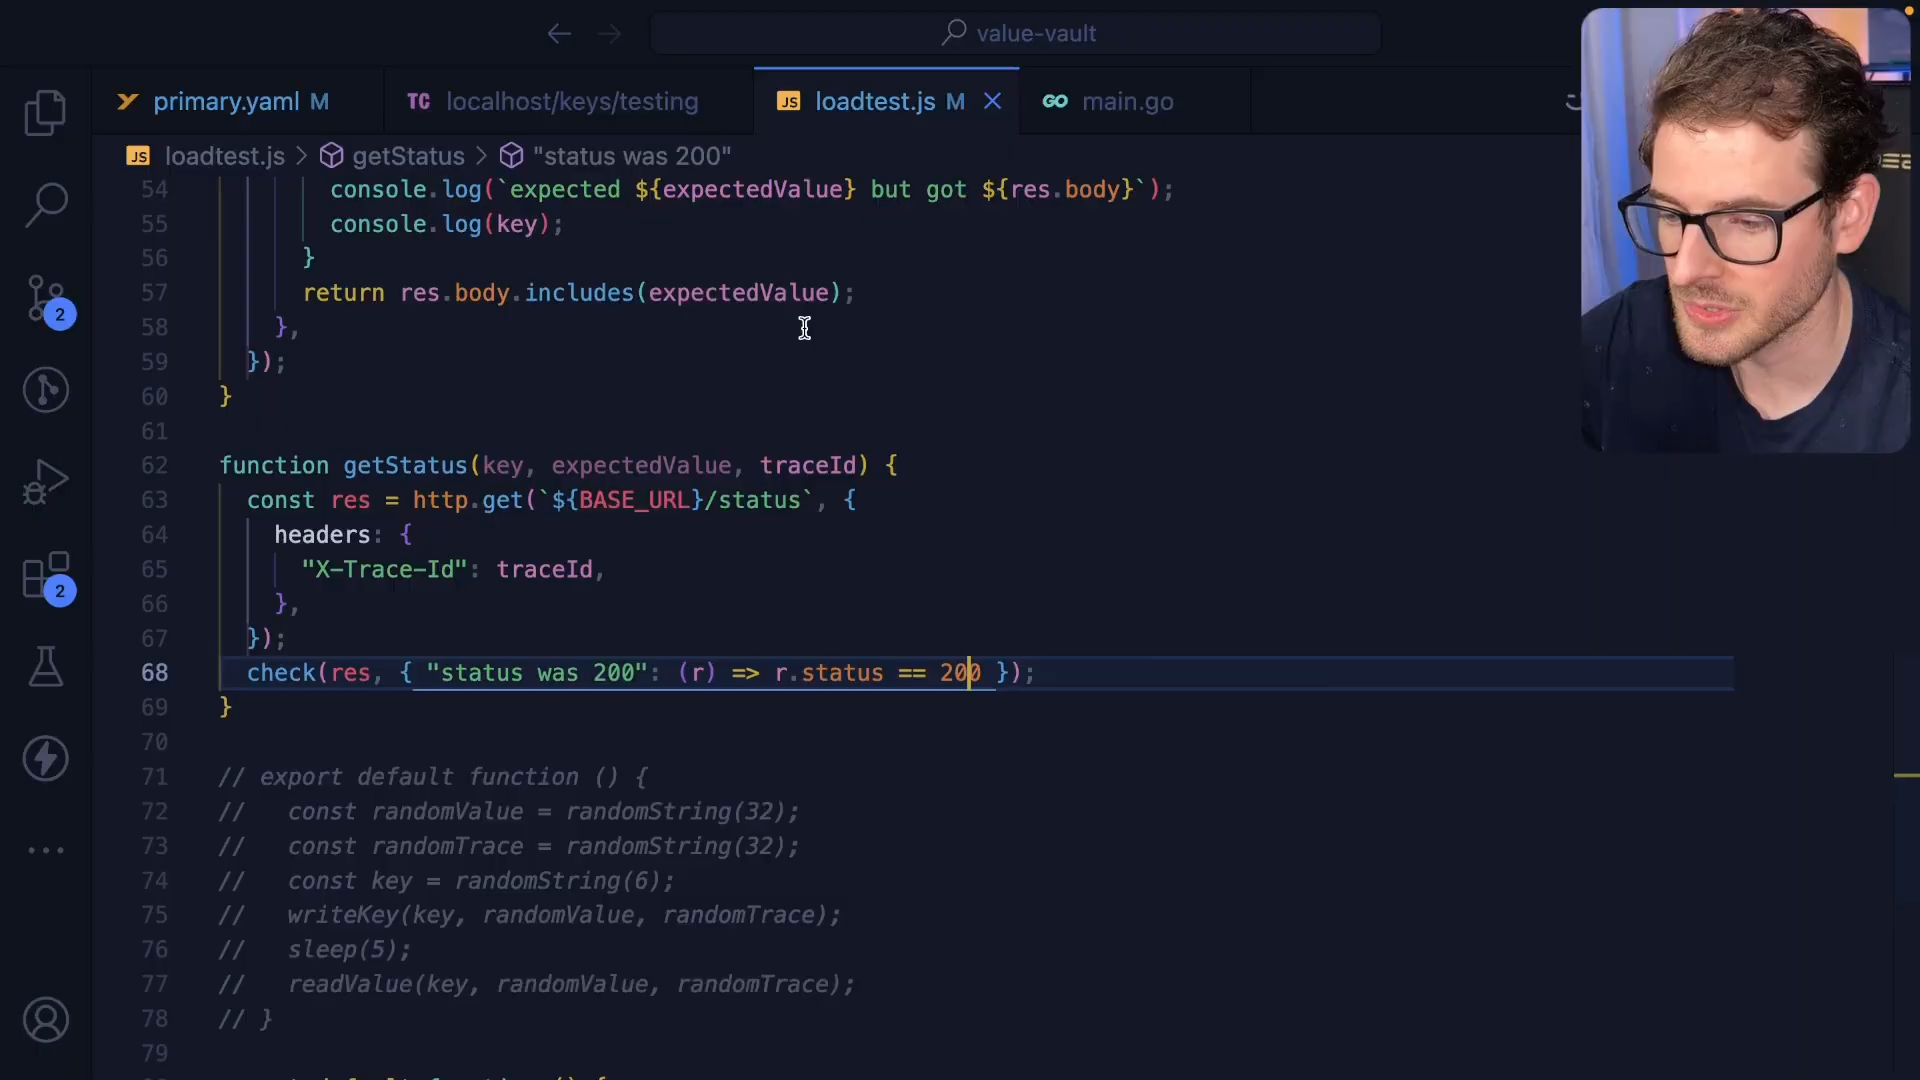 value-vault
primary.yaml M
TC localhost/keys/testing
JS loadtest.js M
GO main.go
JS loadtest.js > getStatus > "status was 200"
54 console.log(`expected ${expectedValue} but got ${res.body}`);
55 console.log(key);
56 }
57 return res.body.includes(expectedValue);
58 },
59 });
60 }
61
62 function getStatus(key, expectedValue, traceId) {
63 const res = http.get(`${BASE_URL}/status`, {
64 headers: {
65 "X-Trace-Id": traceId,
66 },
67 });
68 check(res, { "status was 200": (r) => r.status == 200 });
69 }
70
71 // export default function () {
72 // const randomValue = randomString(32);
73 // const randomTrace = randomString(32);
74 // const key = randomString(6);
75 // writeKey(key, randomValue, randomTrace);
76 // sleep(5);
77 // readValue(key, randomValue, randomTrace);
78 // }
79
2
2